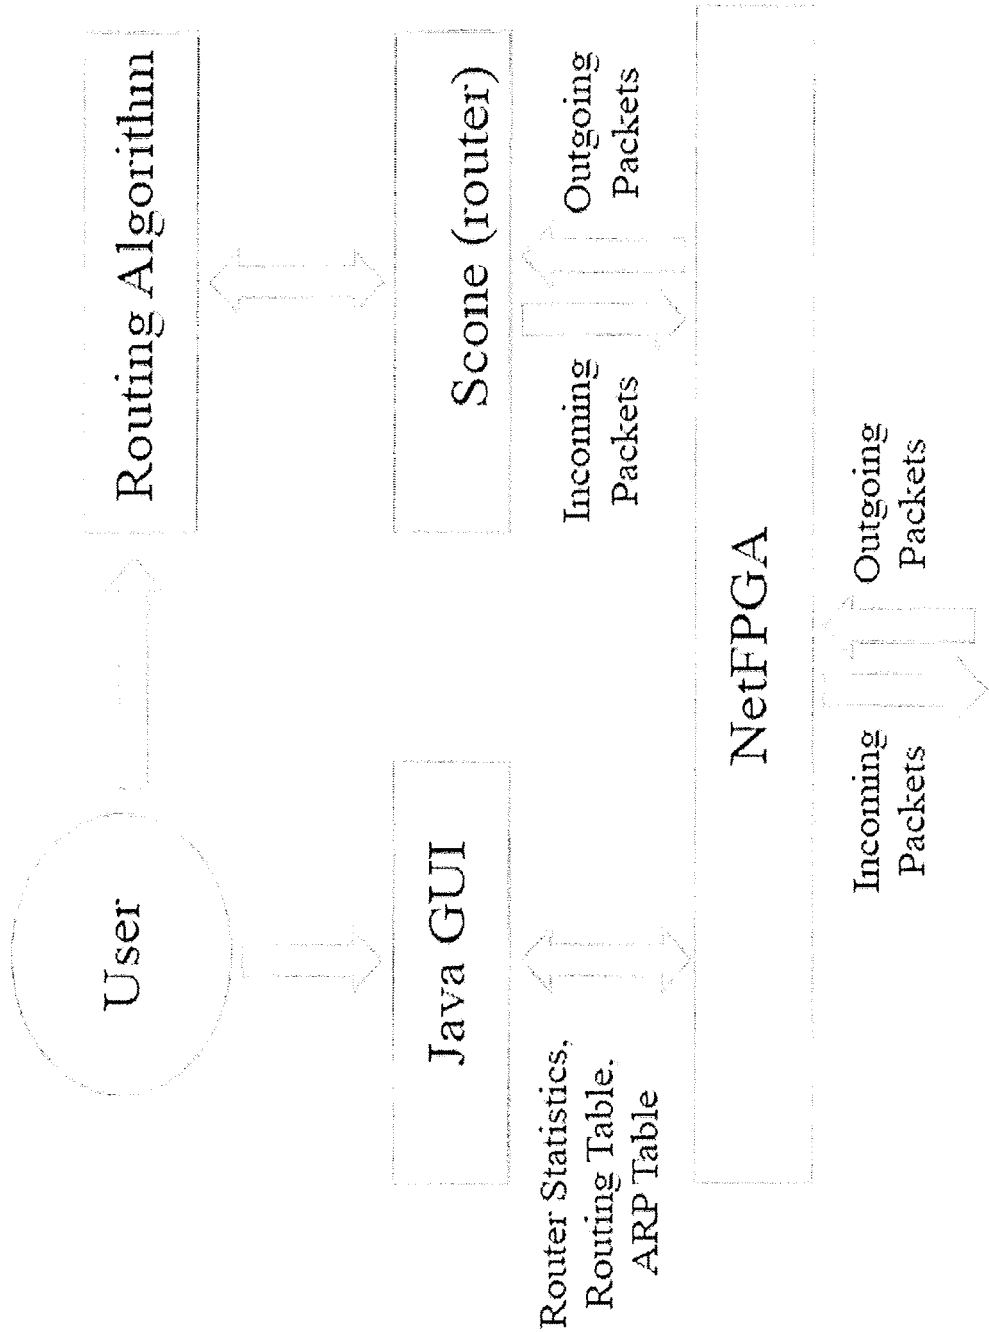 User
Routing Algorithm
Java GUI
Scone (router)
Router Statistics,
Routing Table,
ARP Table
Incoming
Packets
Outgoing
Packets
NetFPGA
Incoming
Packets
Outgoing
Packets